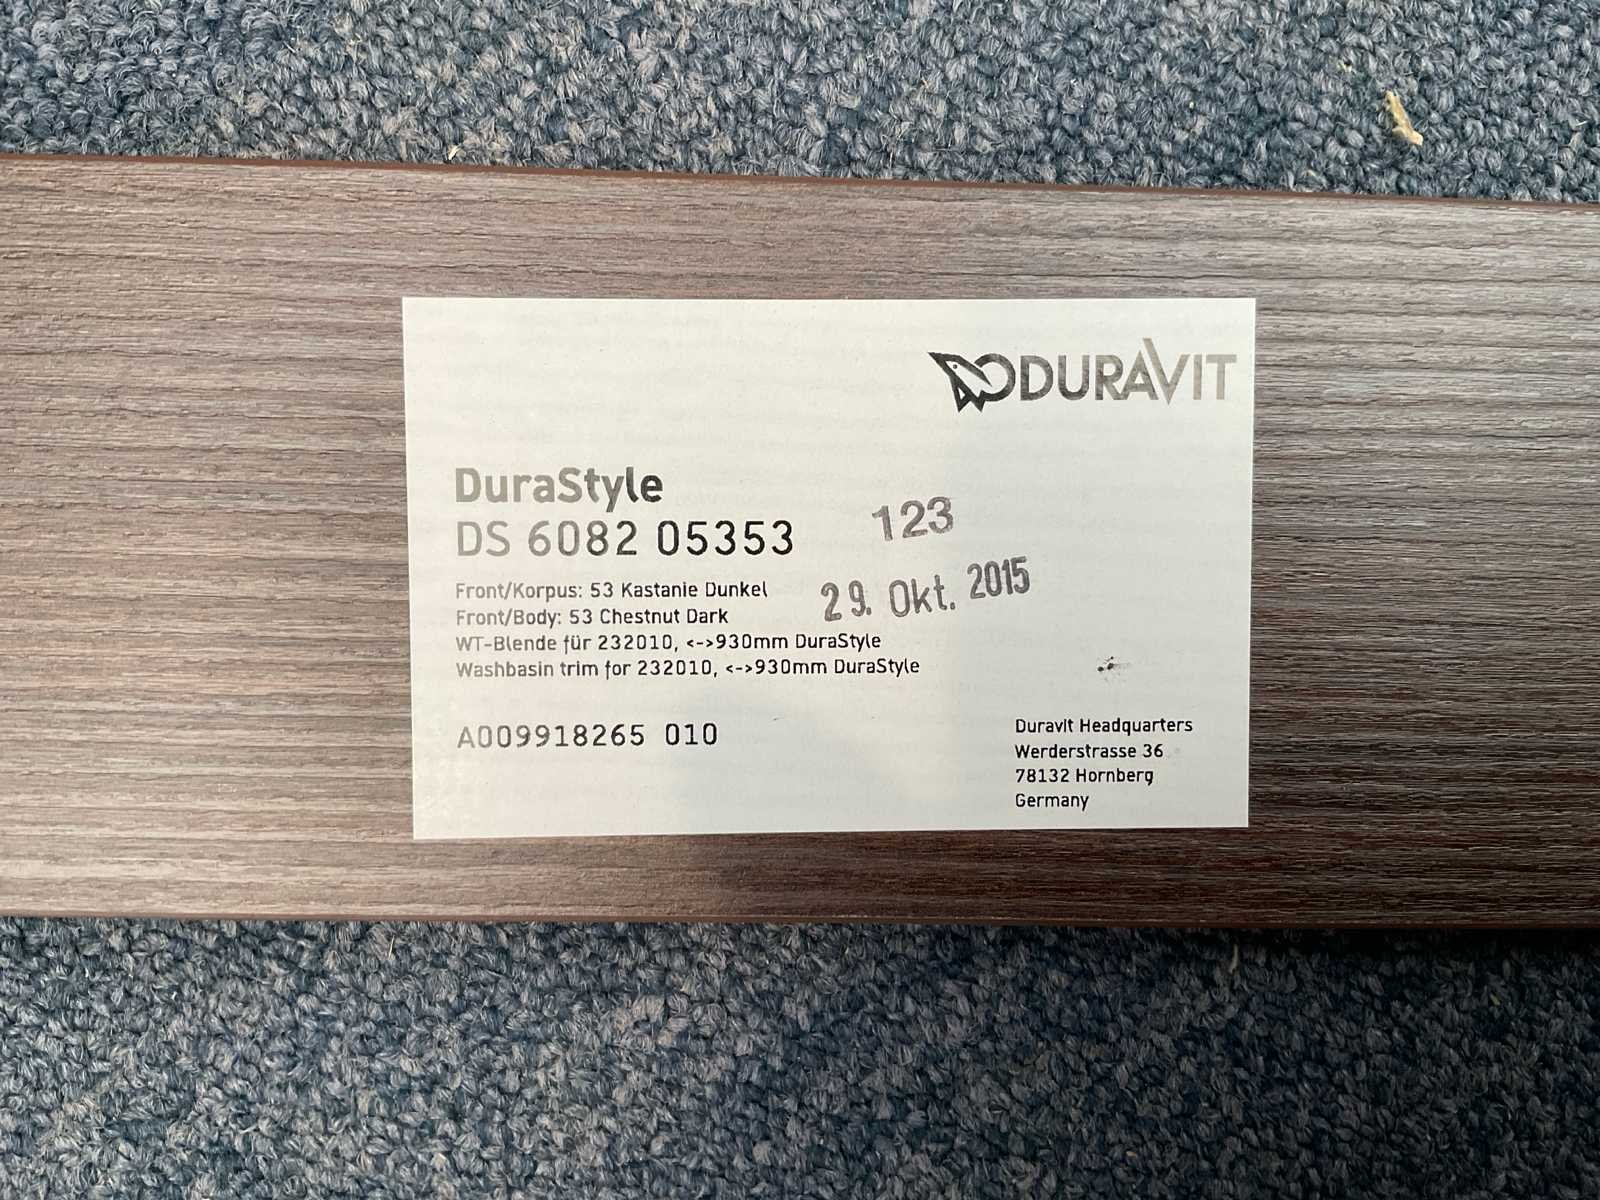 DURAVIT
DuraStyle
DS 6082 05353
123
Front/Korpus: 53 Kastanie Dunkel
Front/Body: 53 Chestnut Dark
29. Okt. 2015
WT-Blende für 232010, <->930mm DuraStyle
Washbasin trim for 232010, <->930mm DuraStyle
A009918265 010
Duravit Headquarters
Werderstrasse 36
78132 Hornberg
Germany